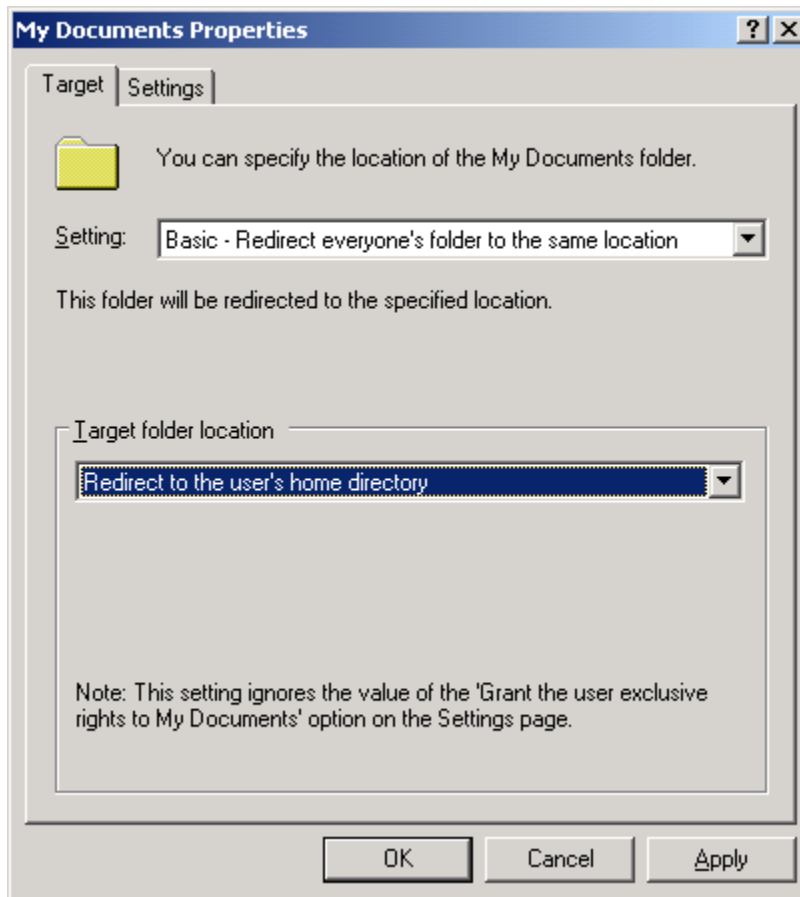 My Documents Properties
Target
Settings
You can specify the location of the My Documents folder.
Setting:
Basic - Redirect everyone's folder to the same location
This folder will be redirected to the specified location.
Target folder location
Redirect to the user's home directory
Note: This setting ignores the value of the 'Grant the user exclusive
rights to My Documents' option on the Settings page.
OK
Cancel
Apply